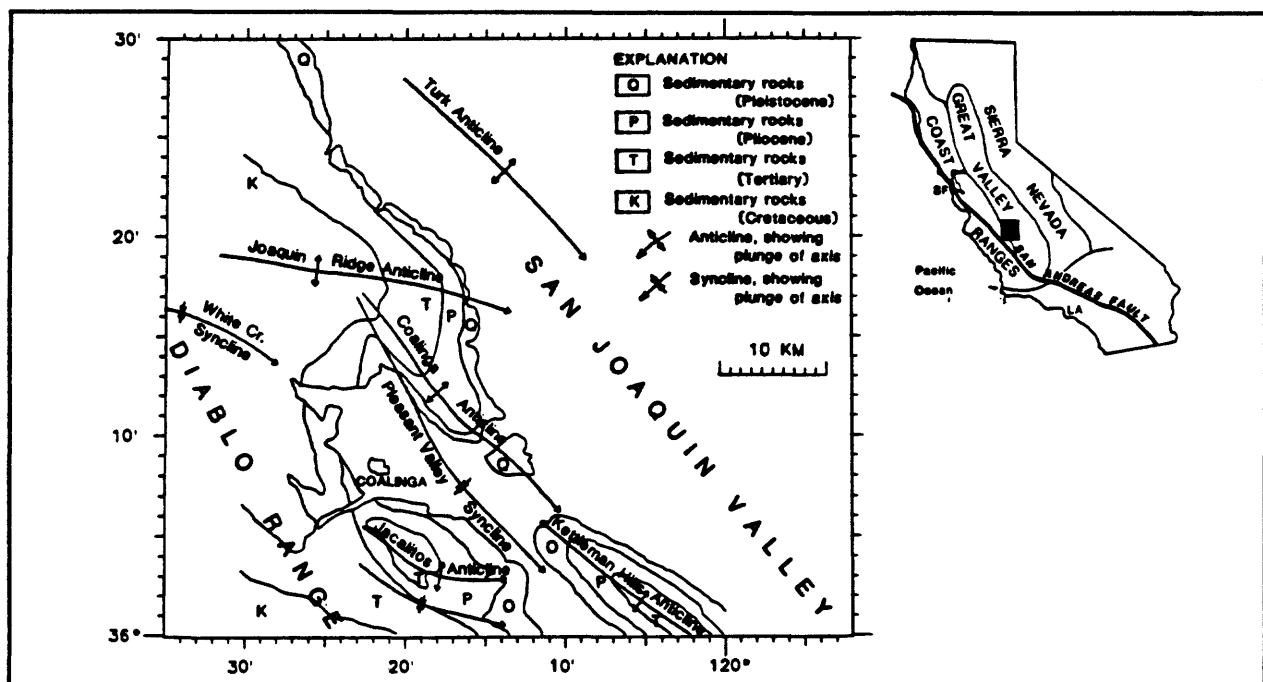 30'
20'
10'
36°
30'
20'
10'
120°
EXPLANATION
Q Sedimentary rocks
(Pleistocene)
P Sedimentary rocks
(Pliocene)
T Sedimentary rocks
(Tertiary)
K Sedimentary rocks
(Cretaceous)
Anticline, showing
plunge of axis
Syncline, showing
plunge of axis
10 KM
Q
Turk Anticline
K
Joaquin Ridge Anticline
T
P
Q
White Cr.
Syncline
Coalinga
Anticline
Q
Pleasant Valley
Syncline
COALINGA
Jacalitos
Anticline
T
T
P
Q
K
Kettleman Hills Anticline
Q
P
DIABLO RANGE
SAN JOAQUIN VALLEY
COAST
RANGES
GREAT
VALLEY
SIERRA
NEVADA
SF
SAN ANDREAS FAULT
Pacific
Ocean
LA